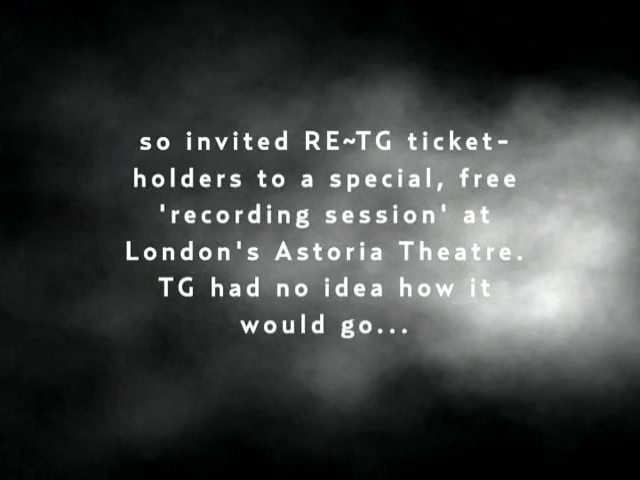 so invited RE~TG ticket-
holders to a special, free
'recording session' at
London's Astoria Theatre.
TG had no idea how it
would go...